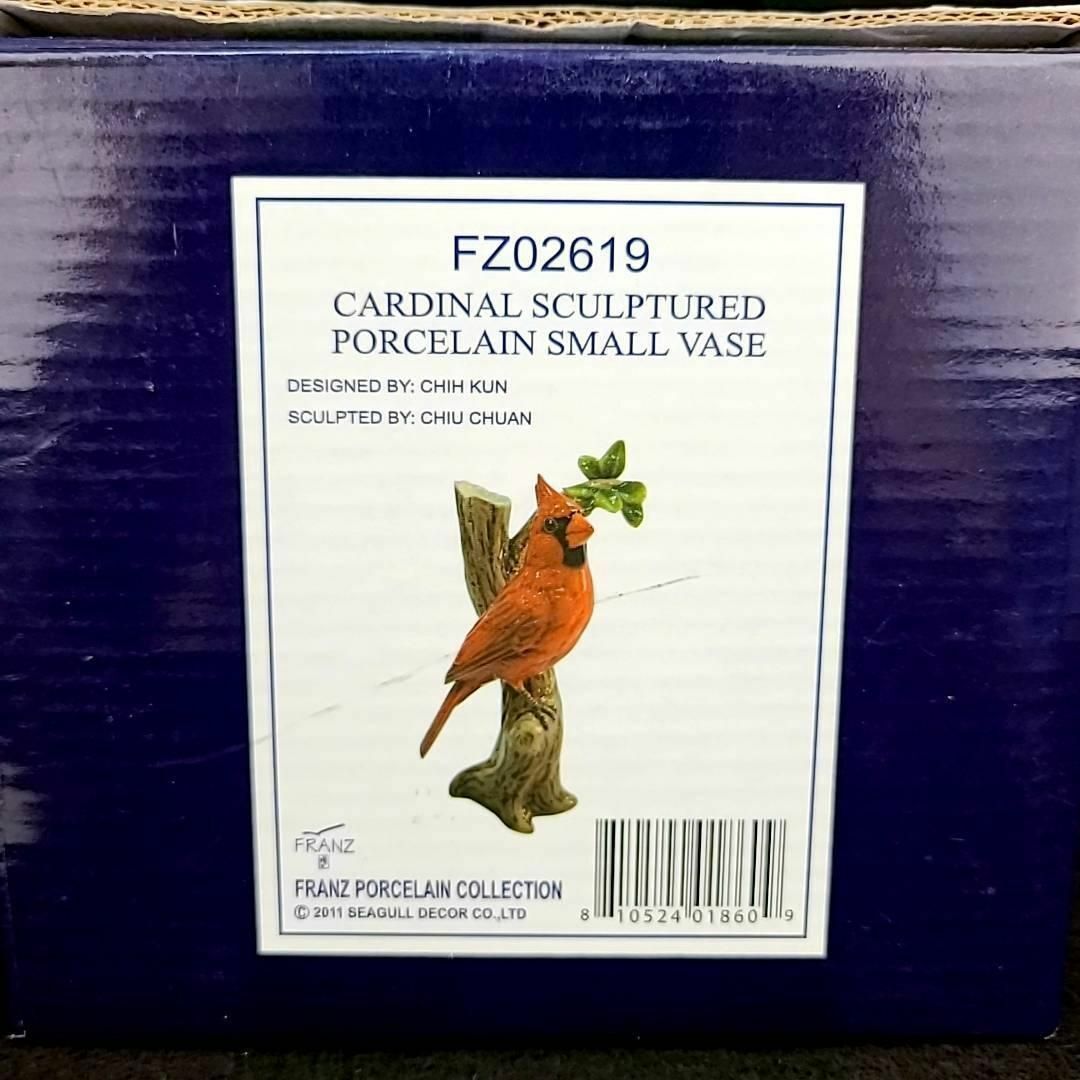 FZ02619
CARDINAL SCULPTURED
PORCELAIN SMALL VASE
DESIGNED BY: CHIH KUN
SCULPTED BY: CHIU CHUAN
FRANZ
FRANZ PORCELAIN COLLECTION
© 2011 SEAGULL DECOR CO.,LTD
8 10524 01860 9